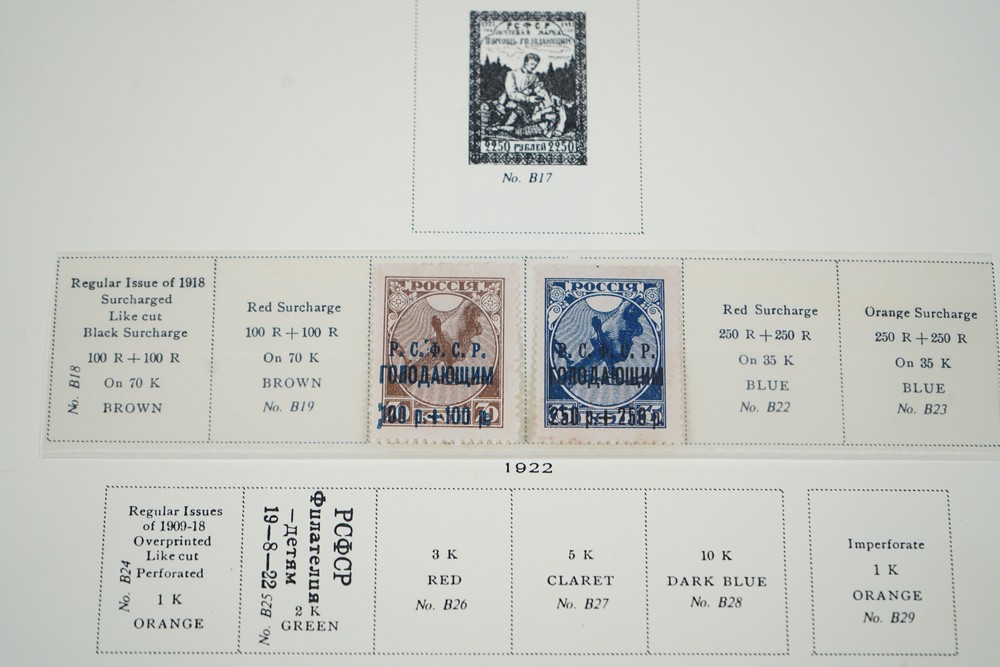 Р С Ф С Р
ПОЧТОВАЯ МАРКА
ПОМОЩЬ ГОЛОДАЮЩИМ
2250 РУБЛЕЙ 2250
No. B17
Regular Issue of 1918
Surcharged
Like cut
Black Surcharge
100 R + 100 R
On 70 K
BROWN
No. B18
Red Surcharge
100 R + 100 R
On 70 K
BROWN
No. B19
РОССІЯ
Р. С. Ф. С. Р.
ГОЛОДАЮЩИМ
100 р. + 100 р.
РОССІЯ
Р. С. Ф. С. Р.
ГОЛОДАЮЩИМ
250 р. + 250 р.
Red Surcharge
250 R + 250 R
On 35 K
BLUE
No. B22
Orange Surcharge
250 R + 250 R
On 35 K
BLUE
No. B23
1922
Regular Issues
of 1909-18
Overprinted
Like cut
Perforated
1 K
ORANGE
No. B24
РСФСР
Филателия
—детям
19—8—22
2 K
GREEN
No. B25
3 K
RED
No. B26
5 K
CLARET
No. B27
10 K
DARK BLUE
No. B28
Imperforate
1 K
ORANGE
No. B29